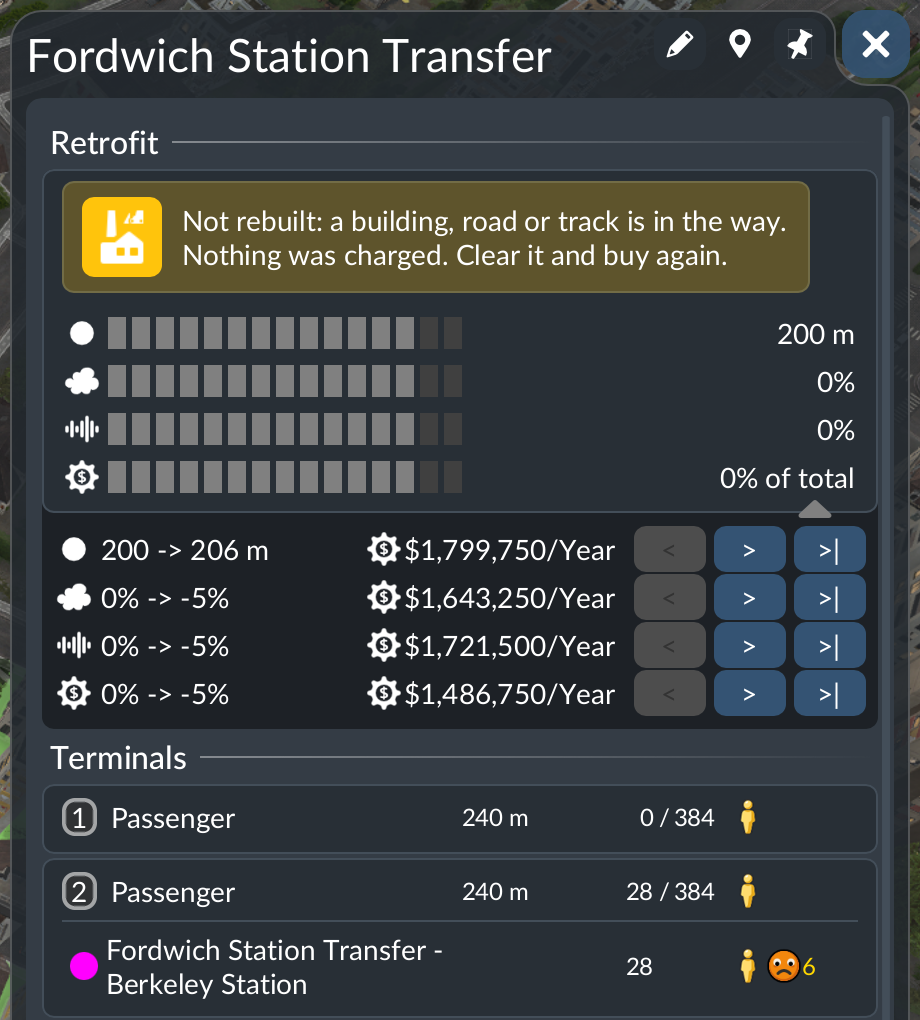 Fordwich Station Transfer
Retrofit
Not rebuilt: a building, road or track is in the way.
Nothing was charged. Clear it and buy again.
200 m
0%
0%
0% of total
200 -> 206 m $1,799,750/Year < > >|
0% -> -5% $1,643,250/Year < > >|
0% -> -5% $1,721,500/Year < > >|
0% -> -5% $1,486,750/Year < > >|
Terminals
1 Passenger 240 m 0 / 384
2 Passenger 240 m 28 / 384
Fordwich Station Transfer -
Berkeley Station 28 6